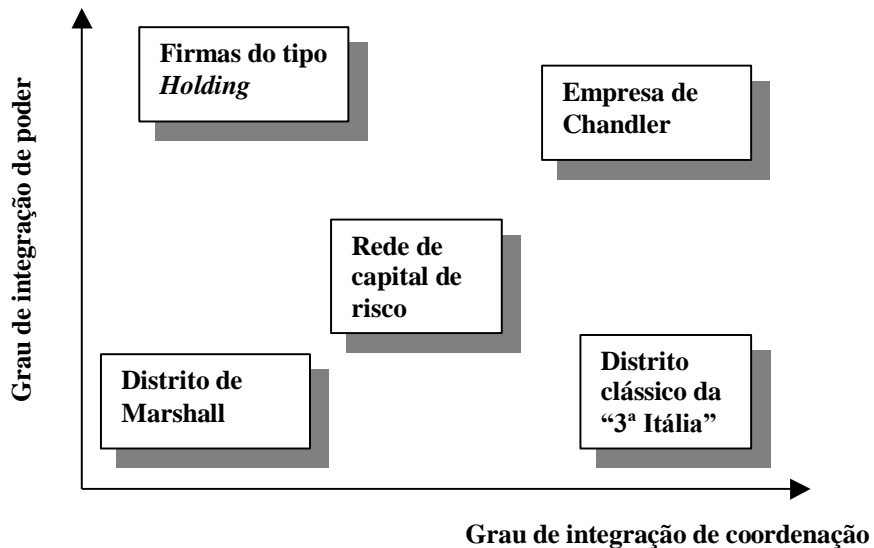 Grau de integração de poder
Firmas do tipo
Holding
Empresa de
Chandler
Rede de
capital de
risco
Distrito de
Marshall
Distrito
clássico da
“3ª Itália”
Grau de integração de coordenação